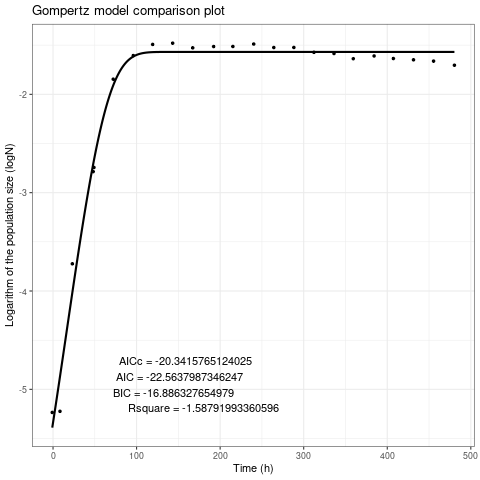 Gompertz model comparison plot
Logarithm of the population size (logN)
-2
-3
-4
-5
AICc = -20.3415765124025
AIC = -22.5637987346247
BIC = -16.886327654979
Rsquare = -1.58791993360596
0 100 200 300 400 500
Time (h)